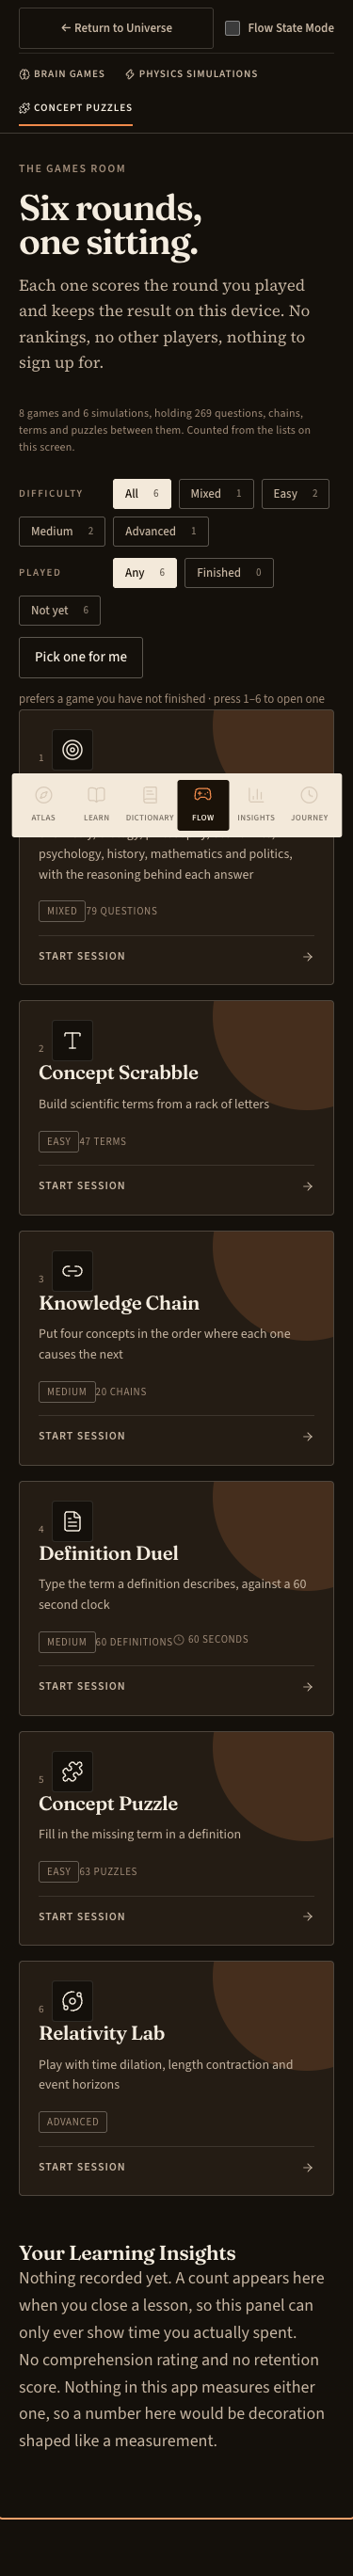 ← Return to Universe
Flow State Mode
BRAIN GAMES
PHYSICS SIMULATIONS
CONCEPT PUZZLES
THE GAMES ROOM
Six rounds,
one sitting.
Each one scores the round you played
and keeps the result on this device. No
rankings, no other players, nothing to
sign up for.
8 games and 6 simulations, holding 269 questions, chains,
terms and puzzles between them. Counted from the lists on
this screen.
DIFFICULTY
All 6
Mixed 1
Easy 2
Medium 2
Advanced 1
PLAYED
Any 6
Finished 0
Not yet 6
Pick one for me
prefers a game you have not finished · press 1–6 to open one
1
ATLAS
LEARN
DICTIONARY
FLOW
INSIGHTS
JOURNEY
psychology, history, mathematics and politics,
with the reasoning behind each answer
MIXED
79 QUESTIONS
START SESSION →
2
Concept Scrabble
Build scientific terms from a rack of letters
EASY
47 TERMS
START SESSION →
3
Knowledge Chain
Put four concepts in the order where each one
causes the next
MEDIUM
20 CHAINS
START SESSION →
4
Definition Duel
Type the term a definition describes, against a 60
second clock
MEDIUM
60 DEFINITIONS
60 SECONDS
START SESSION →
5
Concept Puzzle
Fill in the missing term in a definition
EASY
63 PUZZLES
START SESSION →
6
Relativity Lab
Play with time dilation, length contraction and
event horizons
ADVANCED
START SESSION →
Your Learning Insights
Nothing recorded yet. A count appears here
when you close a lesson, so this panel can
only ever show time you actually spent.
No comprehension rating and no retention
score. Nothing in this app measures either
one, so a number here would be decoration
shaped like a measurement.